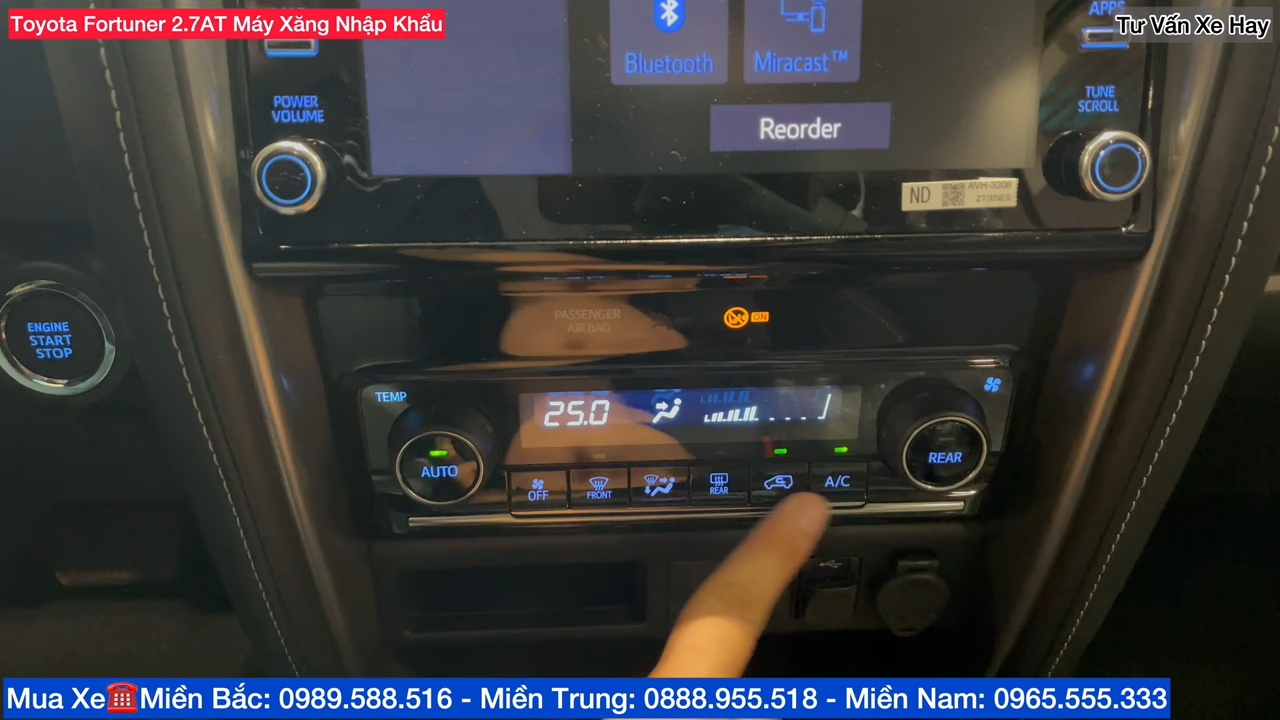 Toyota Fortuner 2.7AT Máy Xăng Nhập Khẩu
APPS
Tư Vấn Xe Hay
Bluetooth
Miracast™
POWER
VOLUME
TUNE
SCROLL
Reorder
ND
AVH-3208
ENGINE
START
STOP
PASSENGER
AIR BAG
ON
TEMP
25.0
AUTO
OFF
FRONT
REAR
A/C
REAR
Mua Xe☎️Miền Bắc: 0989.588.516 - Miền Trung: 0888.955.518 - Miền Nam: 0965.555.333